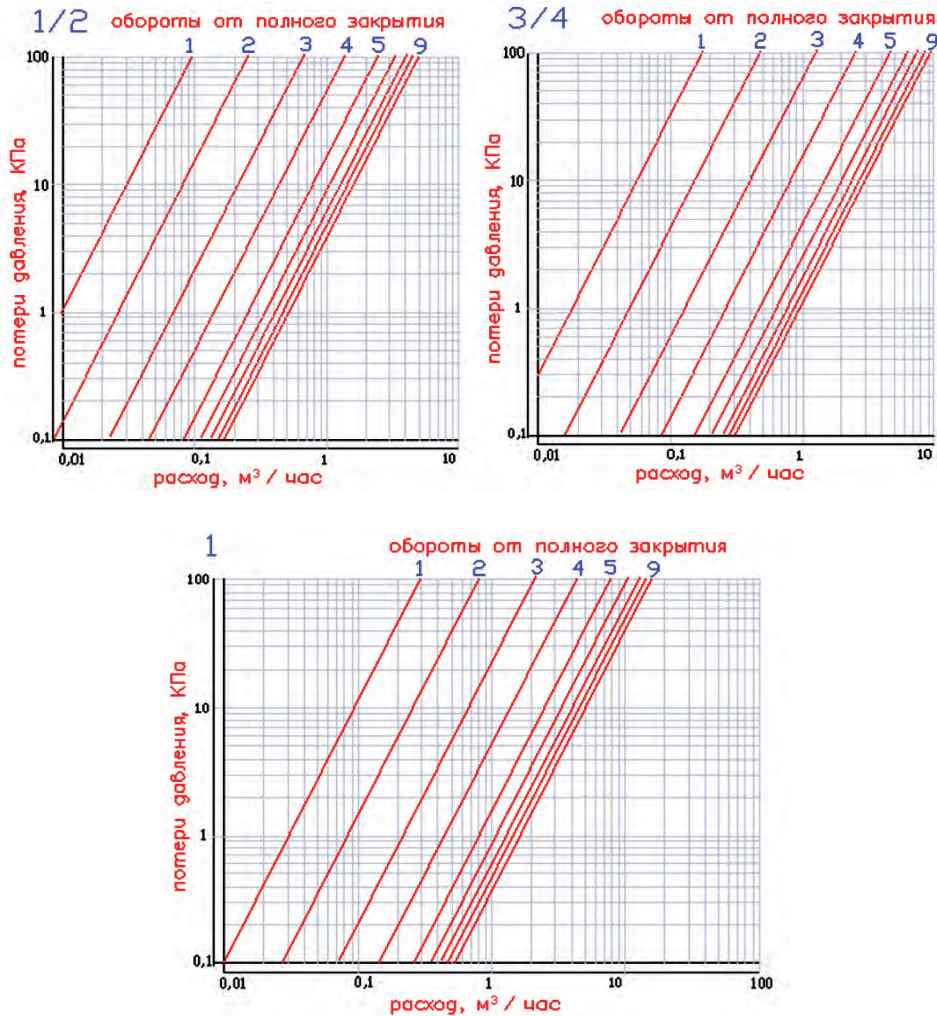 1/2 обороты от полного закрытия
1 2 3 4 5 9
100
10
1
0,1
потери давления, КПа
0,01 0,1 1 10
расход, м³ / час
3/4 обороты от полного закрытия
1 2 3 4 5 9
100
10
1
0,1
потери давления, КПа
0,01 0,1 1 10
расход, м³ / час
1 обороты от полного закрытия
1 2 3 4 5 9
100
10
1
0,1
потери давления, КПа
0,01 0,1 1 10 100
расход, м³ / час